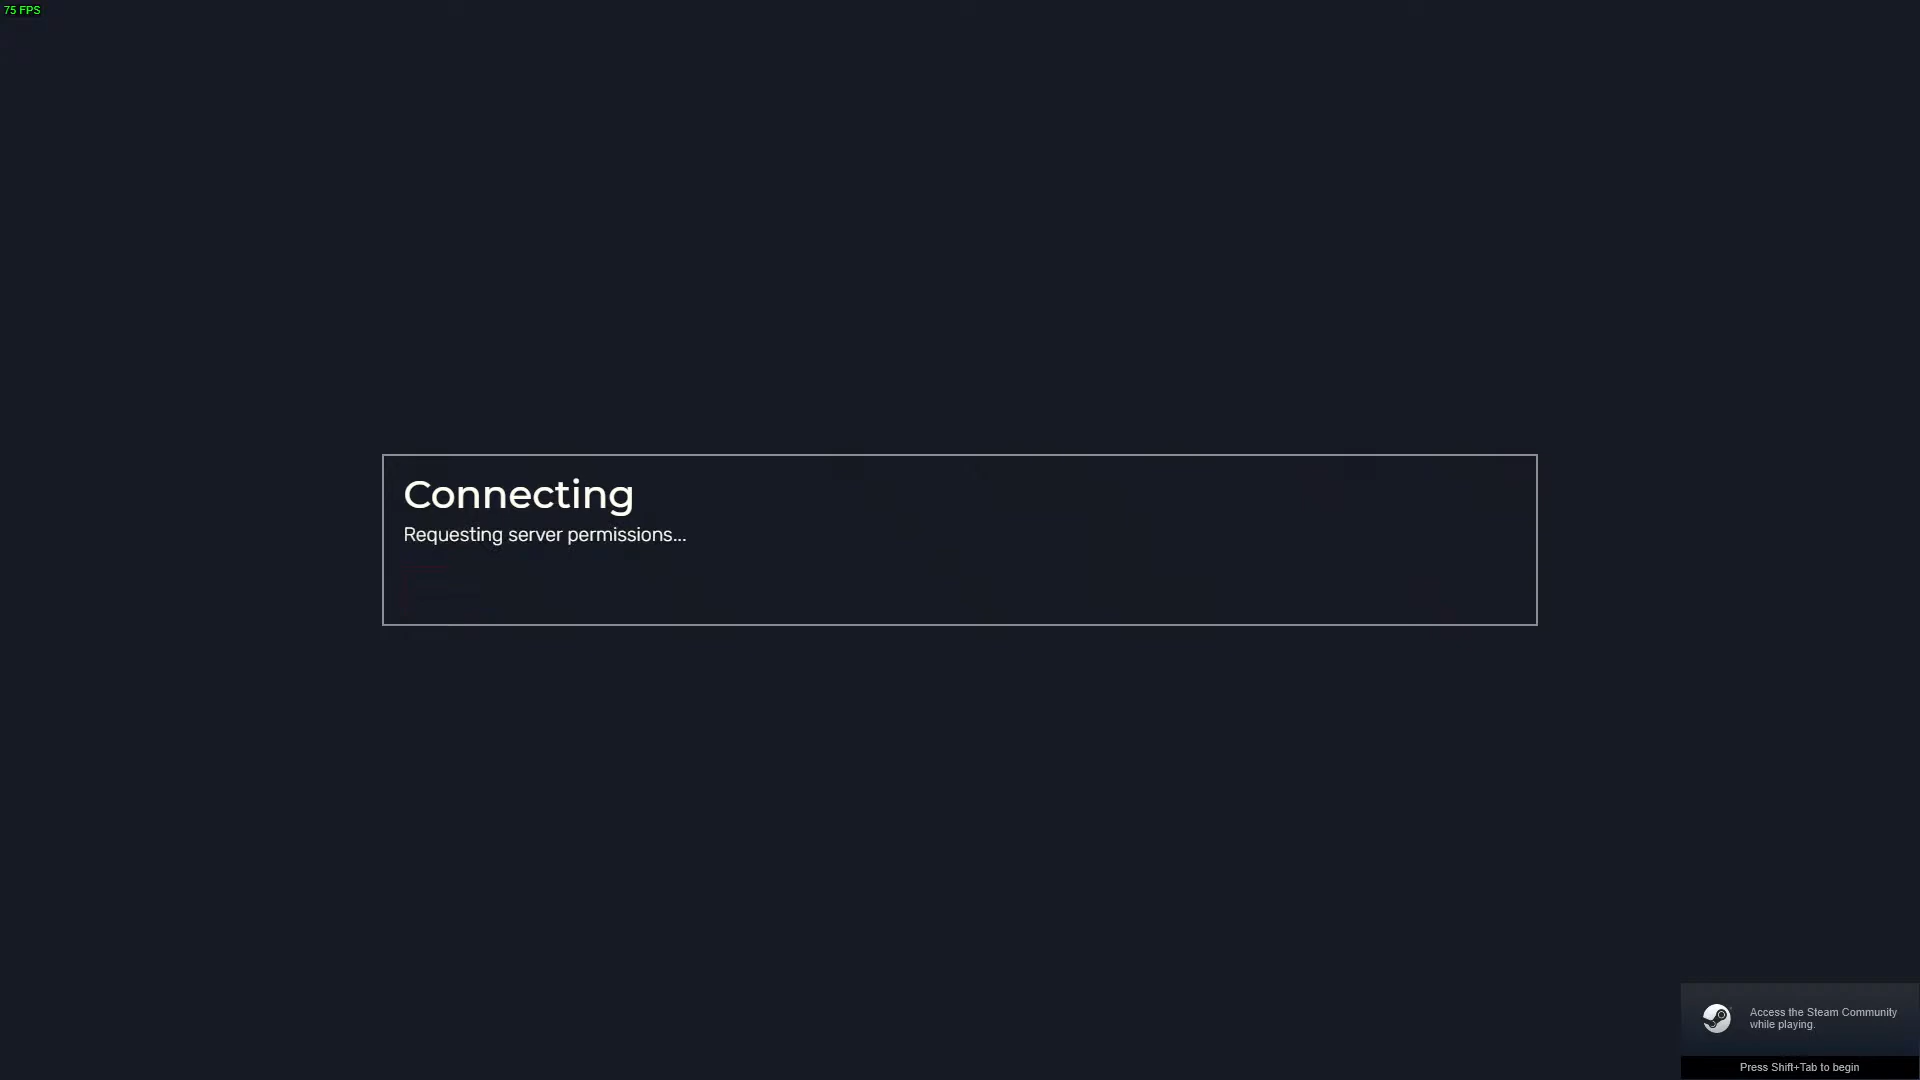 75 FPS
Connecting
Requesting server permissions...
Access the Steam Community
while playing.
Press Shift+Tab to begin